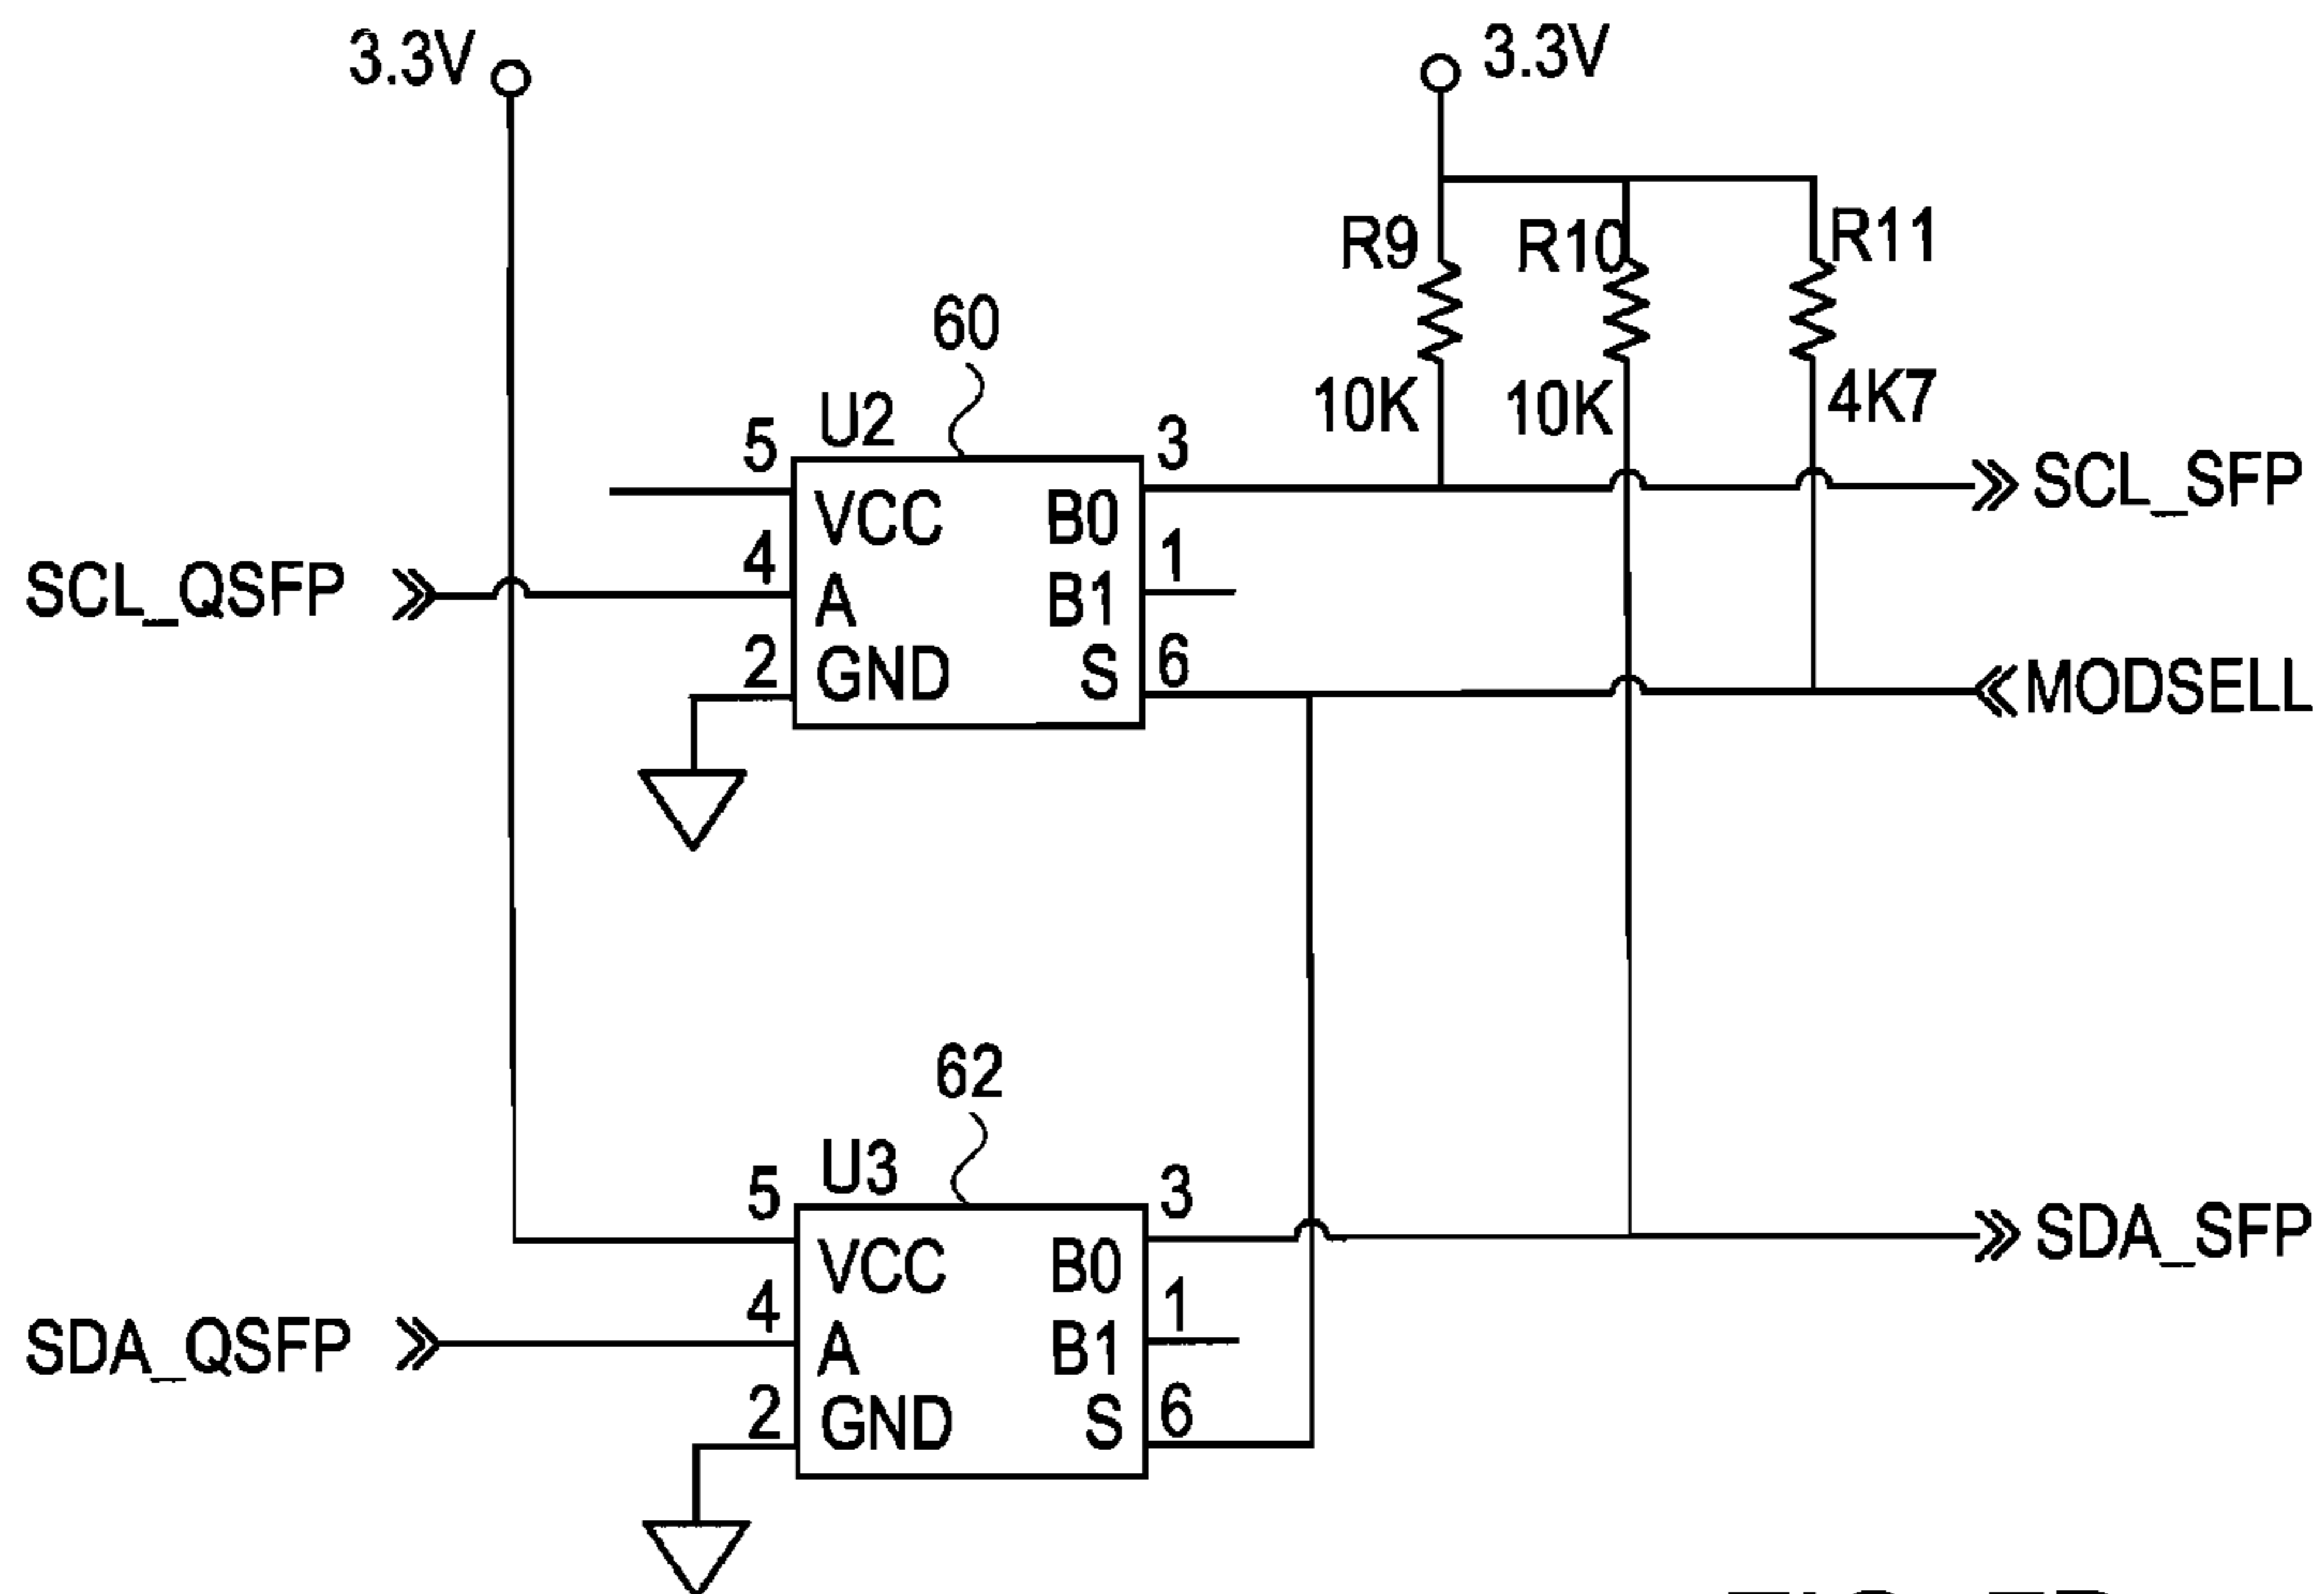 3.3V
3.3V
R9
R10
R11
60
10K
10K
4K7
U2
5
3
VCC
B0
SCL_SFP
4
1
SCL_QSFP
A
B1
2
6
GND
S
MODSELL
62
U3
5
3
VCC
B0
SDA_SFP
4
1
SDA_QSFP
A
B1
2
6
GND
S